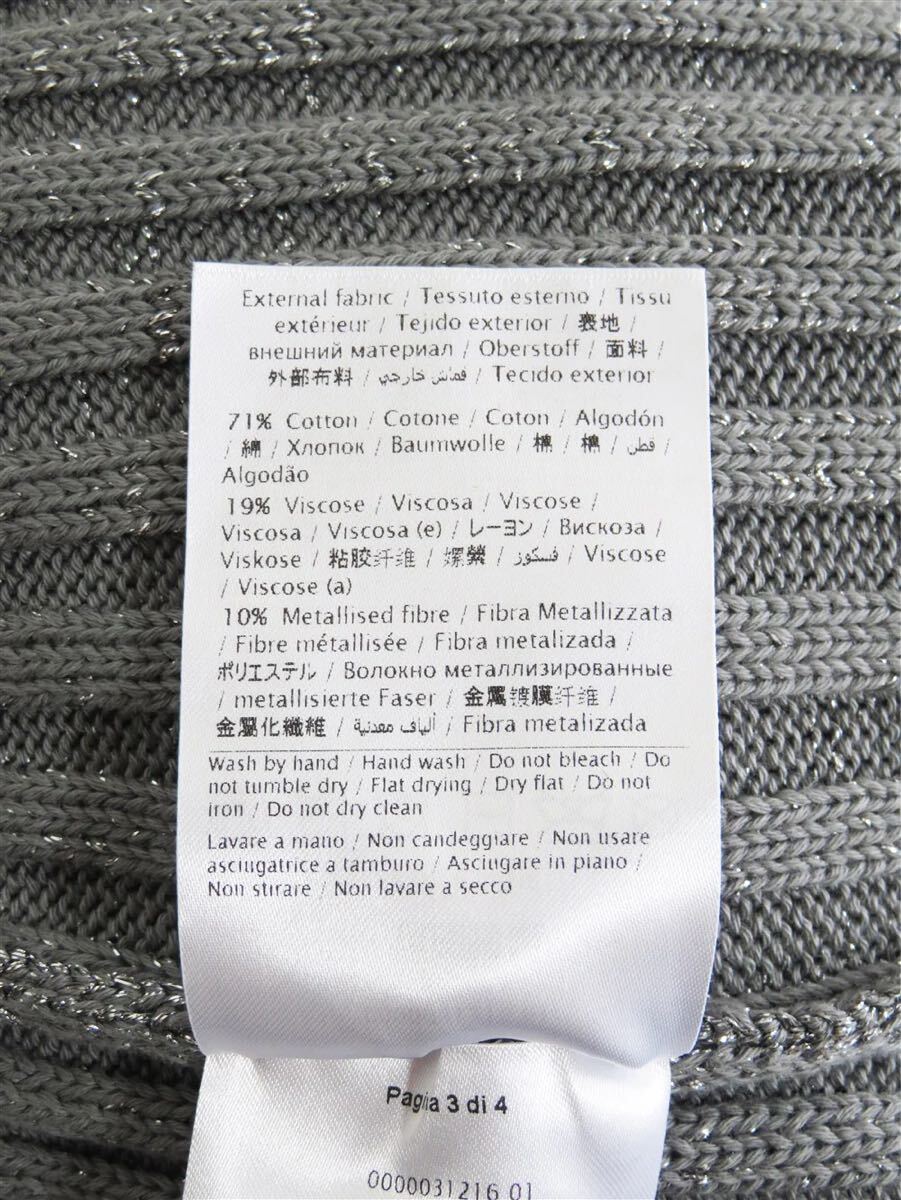 External fabric / Tessuto esterno / Tissu
extérieur / Tejido exterior / 表地 /
внешний материал / Oberstoff / 面料 /
外部布料 / قماش خارجي / Tecido exterior
71% Cotton / Cotone / Coton / Algodón
/ 綿 / Хлопок / Baumwolle / 棉 / 棉 / قطن /
Algodão
19% Viscose / Viscosa / Viscose /
Viscosa / Viscosa (e) / レーヨン / Вискоза /
Viskose / 粘胶纤维 / 嫘縈 / فسكوز / Viscose
/ Viscose (a)
10% Metallised fibre / Fibra Metallizzata
/ Fibre métallisée / Fibra metalizada /
ポリエステル / Волокно металлизированные
/ metallisierte Faser / 金属镀膜纤维 /
金屬化纖維 / ألياف معدنية / Fibra metalizada
Wash by hand / Hand wash / Do not bleach / Do
not tumble dry / Flat drying / Dry flat / Do not
iron / Do not dry clean
Lavare a mano / Non candeggiare / Non usare
asciugatrice a tamburo / Asciugare in piano /
Non stirare / Non lavare a secco
3 di 4
0000031216 01